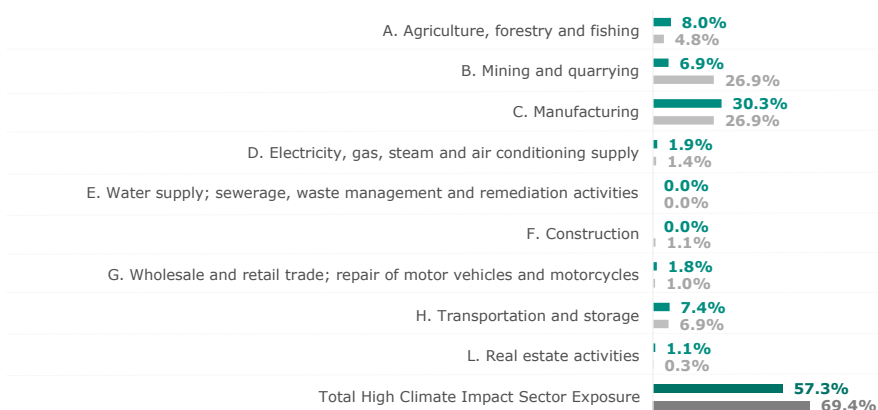 A. Agriculture, forestry and fishing
8.0%
4.8%
B. Mining and quarrying
6.9%
26.9%
C. Manufacturing
30.3%
26.9%
D. Electricity, gas, steam and air conditioning supply
1.9%
1.4%
E. Water supply; sewerage, waste management and remediation activities
0.0%
0.0%
F. Construction
0.0%
1.1%
G. Wholesale and retail trade; repair of motor vehicles and motorcycles
1.8%
1.0%
H. Transportation and storage
7.4%
6.9%
L. Real estate activities
1.1%
0.3%
Total High Climate Impact Sector Exposure
57.3%
69.4%